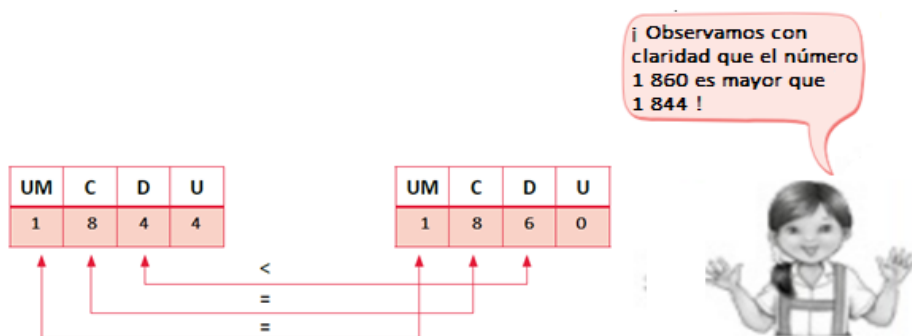 ¡ Observamos con
claridad que el número
1 860 es mayor que
1 844 !
UM C D U
1 8 4 4
UM C D U
1 8 6 0
<
=
=